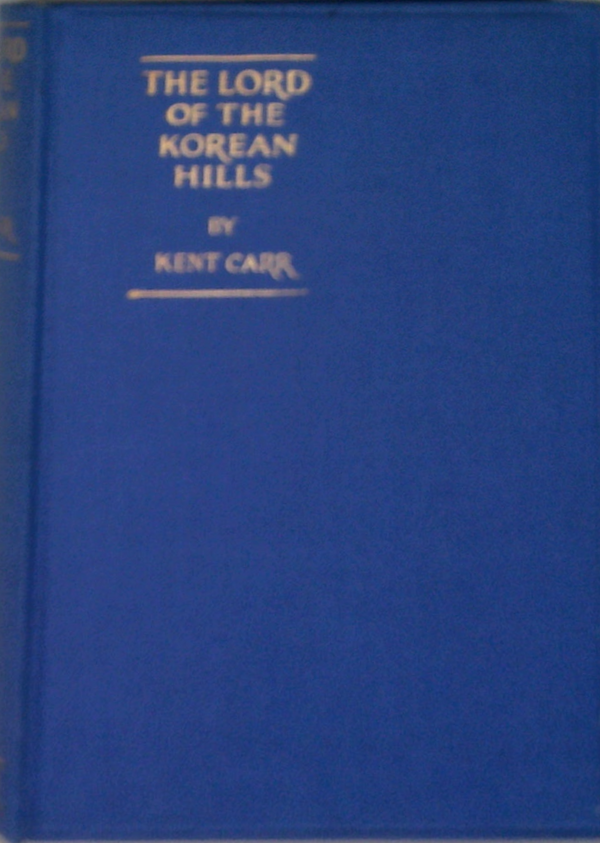 THE LORD
OF THE
KOREAN
HILLS
BY
KENT CARR